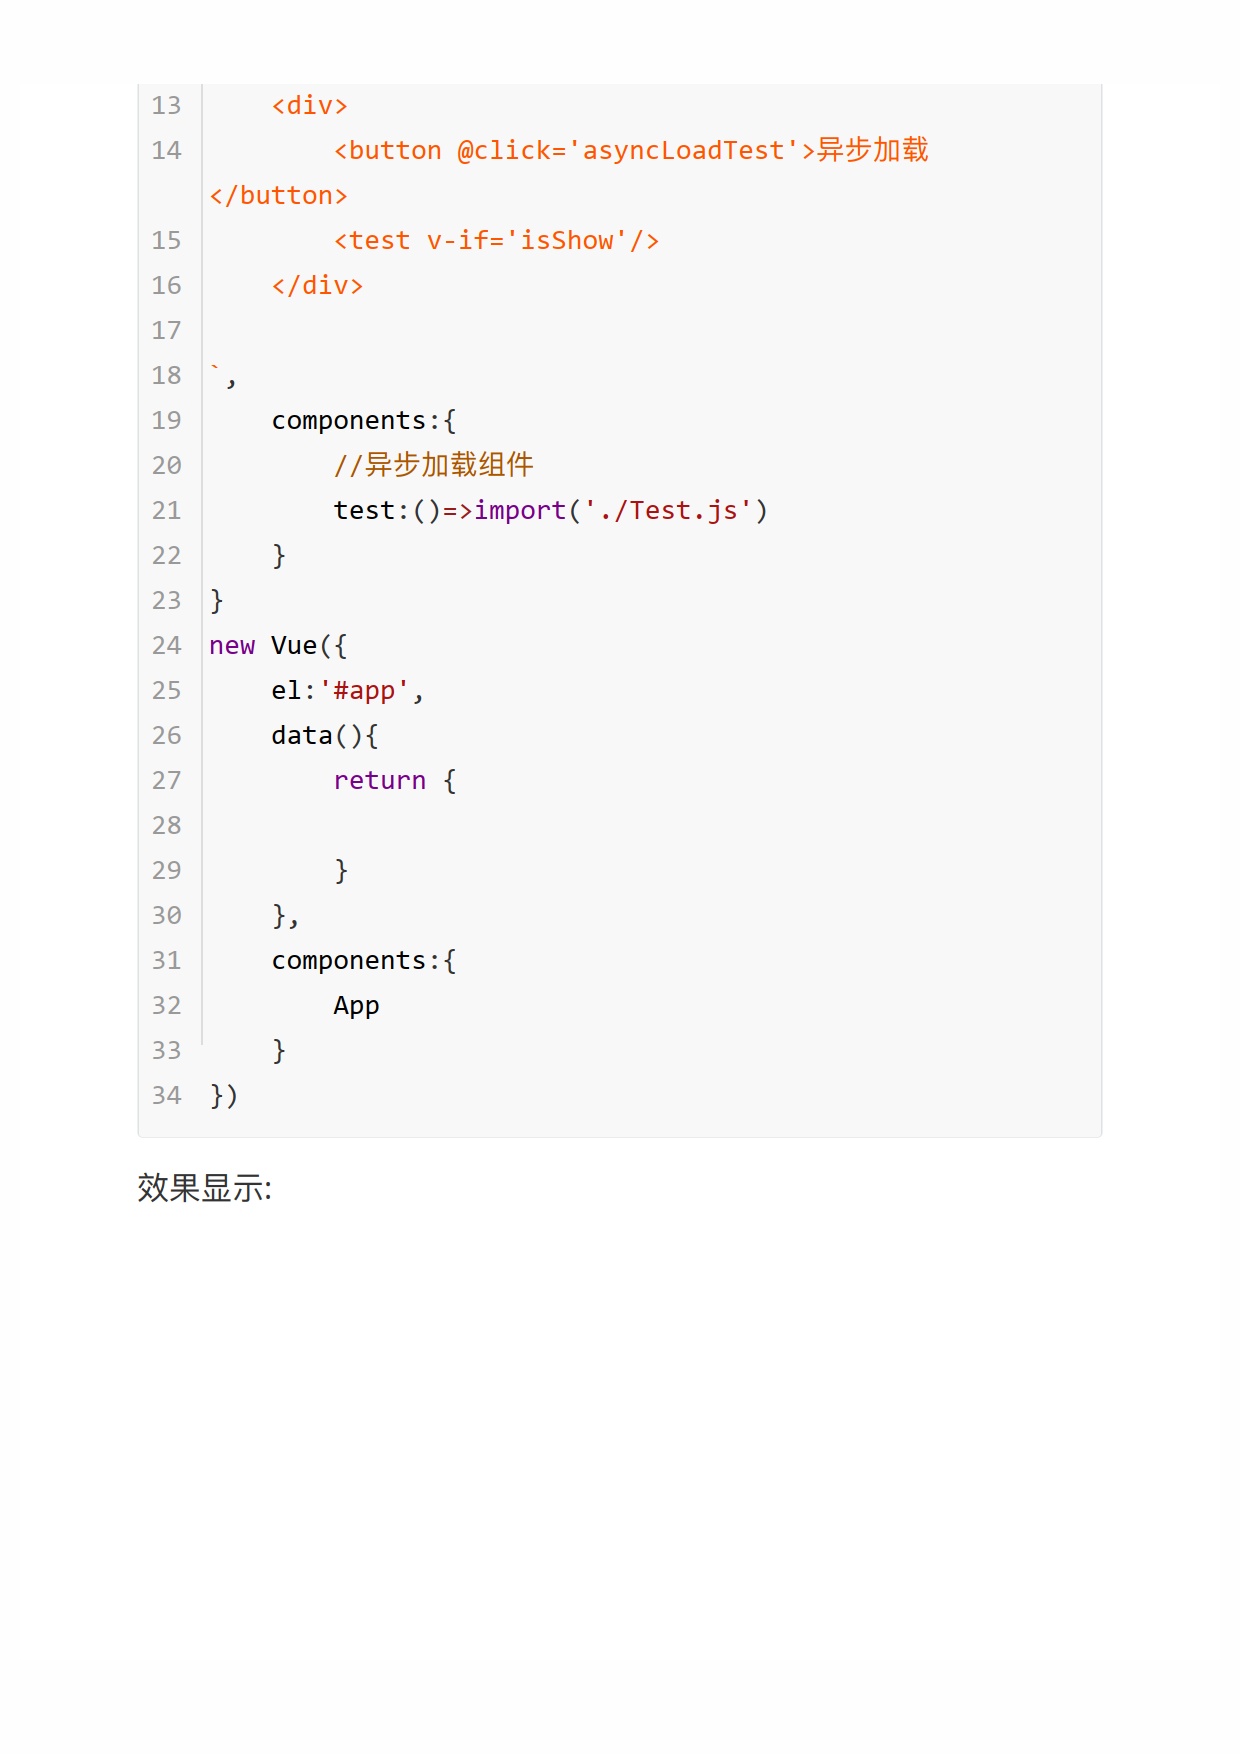 13     <div>
14         <button @click='asyncLoadTest'>异步加载
</button>
15         <test v-if='isShow'/>
16     </div>
17
18 `,
19     components:{
20         //异步加载组件
21         test:()=>import('./Test.js')
22     }
23 }
24 new Vue({
25     el:'#app',
26     data(){
27         return {
28
29         }
30     },
31     components:{
32         App
33     }
34 })
效果显示: